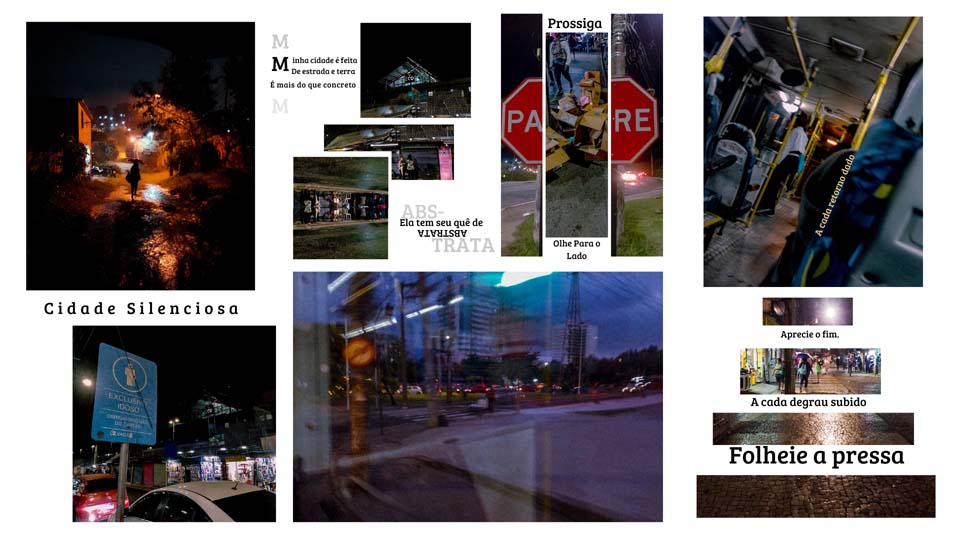 Cidade Silenciosa
EXCLUSIVO
IDOSO
M
Minha cidade é feita
De estrada e terra
É mais do que concreto
M
ABS-
Ela tem seu quê de
ABSTRATA
TRATA
Prossiga
PA RE
Olhe Para o
Lado
A cada retorno dado
Aprecie o fim.
A cada degrau subido
Folheie a pressa